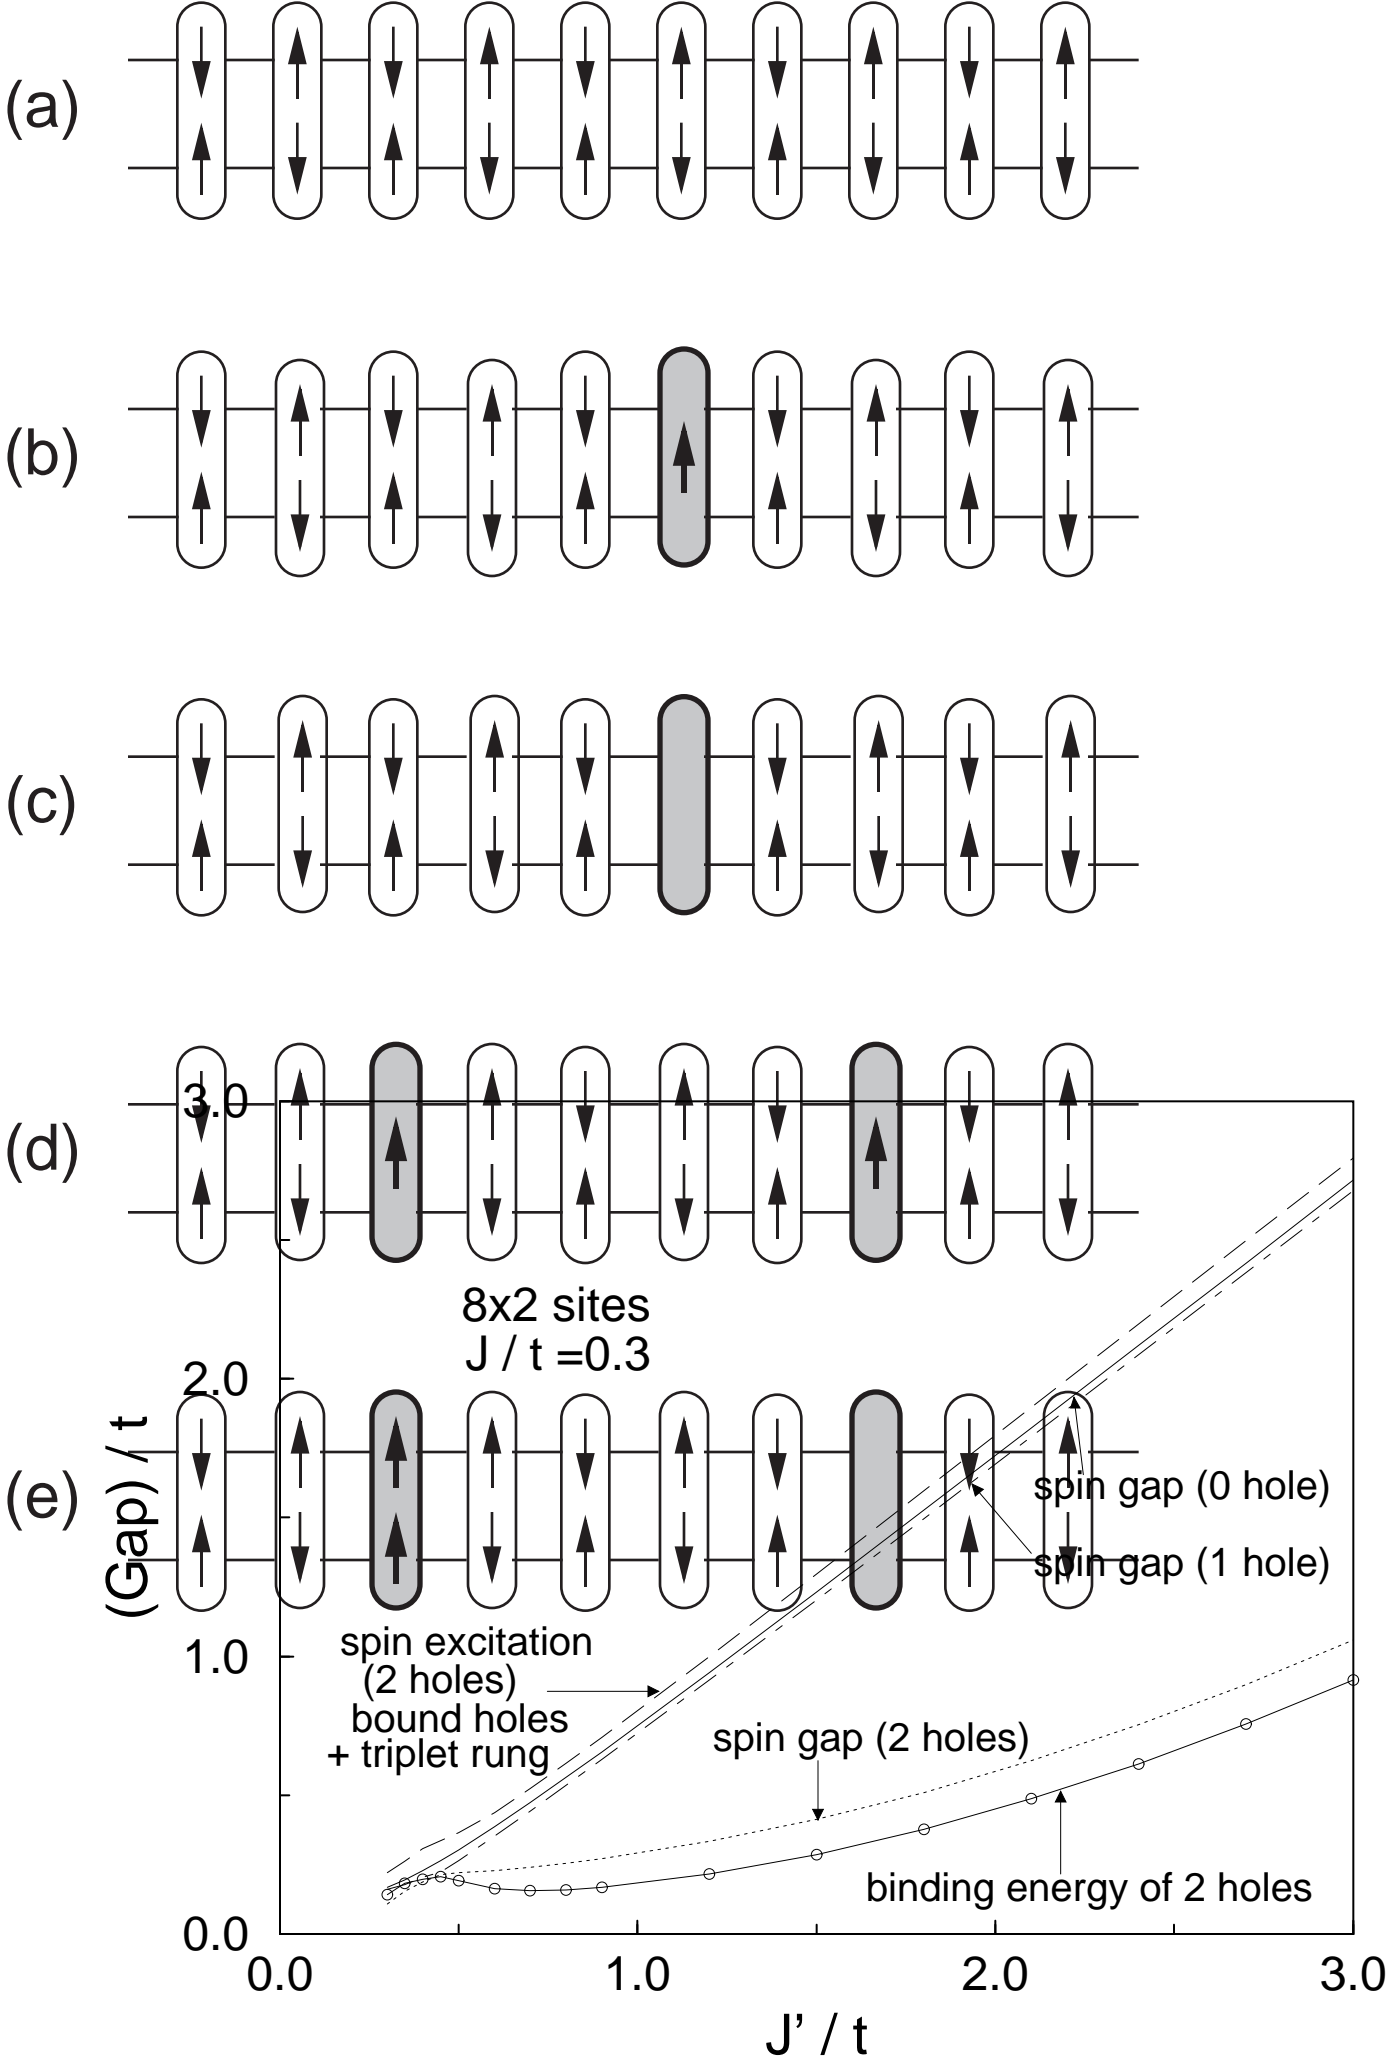 (a)
(b)
(c)
(d)
3.0
8x2 sites
J / t =0.3
2.0
(Gap) / t
(e)
spin gap (0 hole)
spin gap (1 hole)
spin excitation
(2 holes)
bound holes
+ triplet rung
1.0
spin gap (2 holes)
binding energy of 2 holes
0.0
0.0 1.0 2.0 3.0
J’ / t